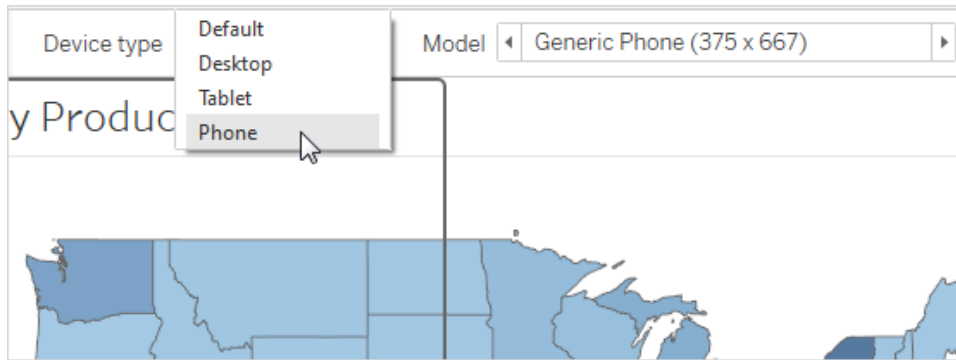 Device type
Default
Desktop
Tablet
Phone
Model
Generic Phone (375 x 667)
y Produc